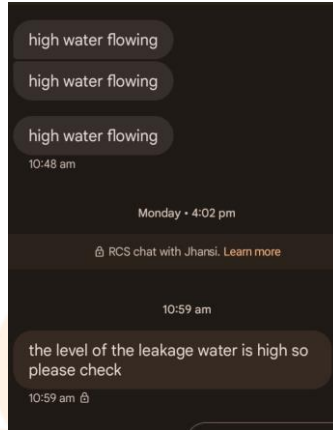 high water flowing
high water flowing
high water flowing
10:48 am
Monday • 4:02 pm
RCS chat with Jhansi. Learn more
10:59 am
the level of the leakage water is high so
please check
10:59 am